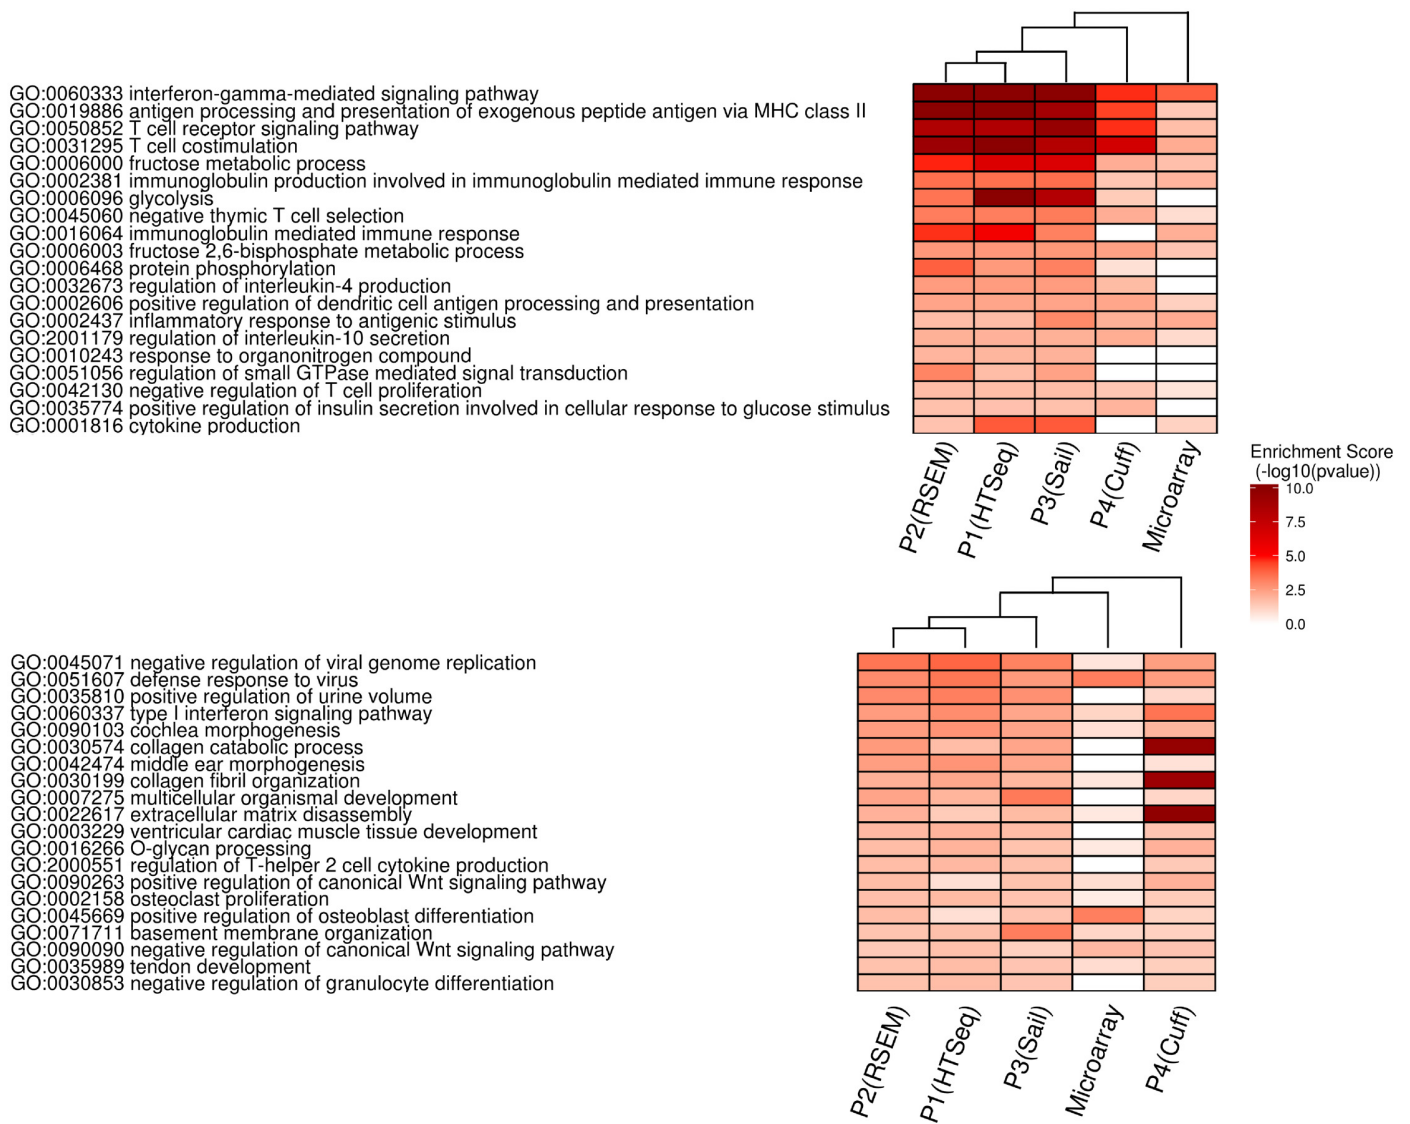 GO:0060333 interferon-gamma-mediated signaling pathway
GO:0019886 antigen processing and presentation of exogenous peptide antigen via MHC class II
GO:0050852 T cell receptor signaling pathway
GO:0031295 T cell costimulation
GO:0006000 fructose metabolic process
GO:0002381 immunoglobulin production involved in immunoglobulin mediated immune response
GO:0006096 glycolysis
GO:0045060 negative thymic T cell selection
GO:0016064 immunoglobulin mediated immune response
GO:0006003 fructose 2,6-bisphosphate metabolic process
GO:0006468 protein phosphorylation
GO:0032673 regulation of interleukin-4 production
GO:0002606 positive regulation of dendritic cell antigen processing and presentation
GO:0002437 inflammatory response to antigenic stimulus
GO:2001179 regulation of interleukin-10 secretion
GO:0010243 response to organonitrogen compound
GO:0051056 regulation of small GTPase mediated signal transduction
GO:0042130 negative regulation of T cell proliferation
GO:0035774 positive regulation of insulin secretion involved in cellular response to glucose stimulus
GO:0001816 cytokine production
P2(RSEM)
P1(HTSeq)
P3(Sail)
P4(Cuff)
Microarray
Enrichment Score
(-log10(pvalue))
10.0
7.5
5.0
2.5
0.0
GO:0045071 negative regulation of viral genome replication
GO:0051607 defense response to virus
GO:0035810 positive regulation of urine volume
GO:0060337 type I interferon signaling pathway
GO:0090103 cochlea morphogenesis
GO:0030574 collagen catabolic process
GO:0042474 middle ear morphogenesis
GO:0030199 collagen fibril organization
GO:0007275 multicellular organismal development
GO:0022617 extracellular matrix disassembly
GO:0003229 ventricular cardiac muscle tissue development
GO:0016266 O-glycan processing
GO:2000551 regulation of T-helper 2 cell cytokine production
GO:0090263 positive regulation of canonical Wnt signaling pathway
GO:0002158 osteoclast proliferation
GO:0045669 positive regulation of osteoblast differentiation
GO:0071711 basement membrane organization
GO:0090090 negative regulation of canonical Wnt signaling pathway
GO:0035989 tendon development
GO:0030853 negative regulation of granulocyte differentiation
P2(RSEM)
P1(HTSeq)
P3(Sail)
Microarray
P4(Cuff)